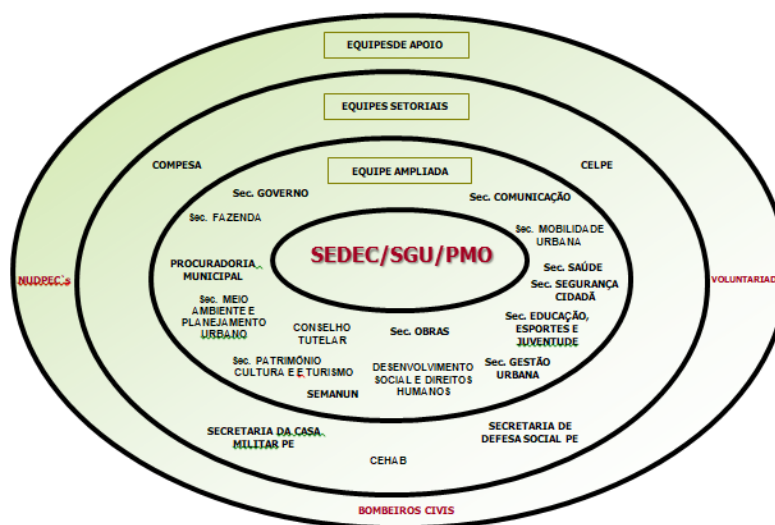 EQUIPESDE APOIO
EQUIPES SETORIAIS
COMPESA
CELPE
EQUIPE AMPLIADA
Sec. GOVERNO
Sec. COMUNICAÇÃO
Sec. FAZENDA
Sec. MOBILIDADE
URBANA
SEDEC/SGU/PMO
PROCURADORIA
MUNICIPAL
Sec. SAÚDE
NUDPEC`s
VOLUNTARIAD
Sec. SEGURANÇA
CIDADÃ
Sec. MEIO
AMBIENTE E
PLANEJAMENTO
URBANO
CONSELHO
TUTELAR
Sec. OBRAS
Sec. EDUCAÇÃO,
ESPORTES E
JUVENTUDE
Sec. PATRIMÔNIO
CULTURA E E TURISMO
DESENVOLVIMENTO
SOCIAL E DIREITOS
HUMANOS
Sec. GESTÃO
URBANA
SEMANUN
SECRETARIA DA CASA
MILITAR PE
SECRETARIA DE
DEFESA SOCIAL PE
CEHAB
BOMBEIROS CIVIS